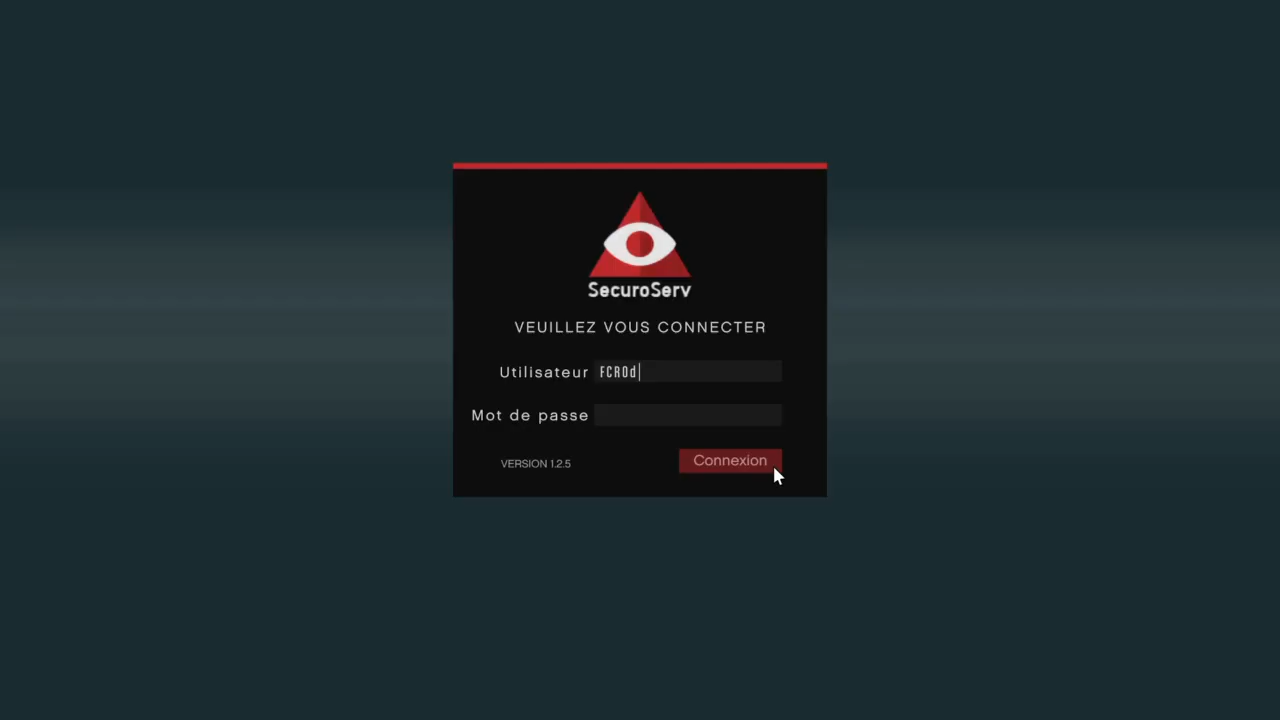 SecuroServ
VEUILLEZ VOUS CONNECTER
Utilisateur FCR0d
Mot de passe
VERSION 1.2.5 Connexion